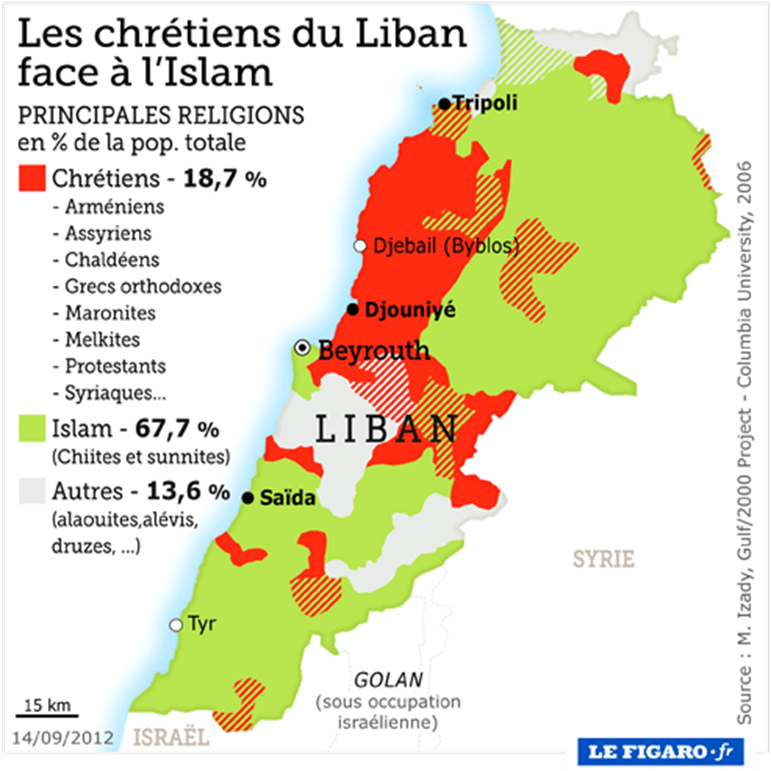 Les chrétiens du Liban
face à l'Islam
PRINCIPALES RELIGIONS
en % de la pop. totale
Chrétiens - 18,7 %
- Arméniens
- Assyriens
- Chaldéens
- Grecs orthodoxes
- Maronites
- Melkites
- Protestants
- Syriaques...
Islam - 67,7 %
(Chiites et sunnites)
Autres - 13,6 %
(alaouites,alévis,
druzes, ...)
Tripoli
Djebail (Byblos)
Djouniyé
Beyrouth
LIBAN
Saïda
Tyr
SYRIE
GOLAN
(sous occupation
israélienne)
ISRAËL
15 km
14/09/2012
Source : M. Izady, Gulf/2000 Project - Columbia University, 2006
LE FIGARO·fr